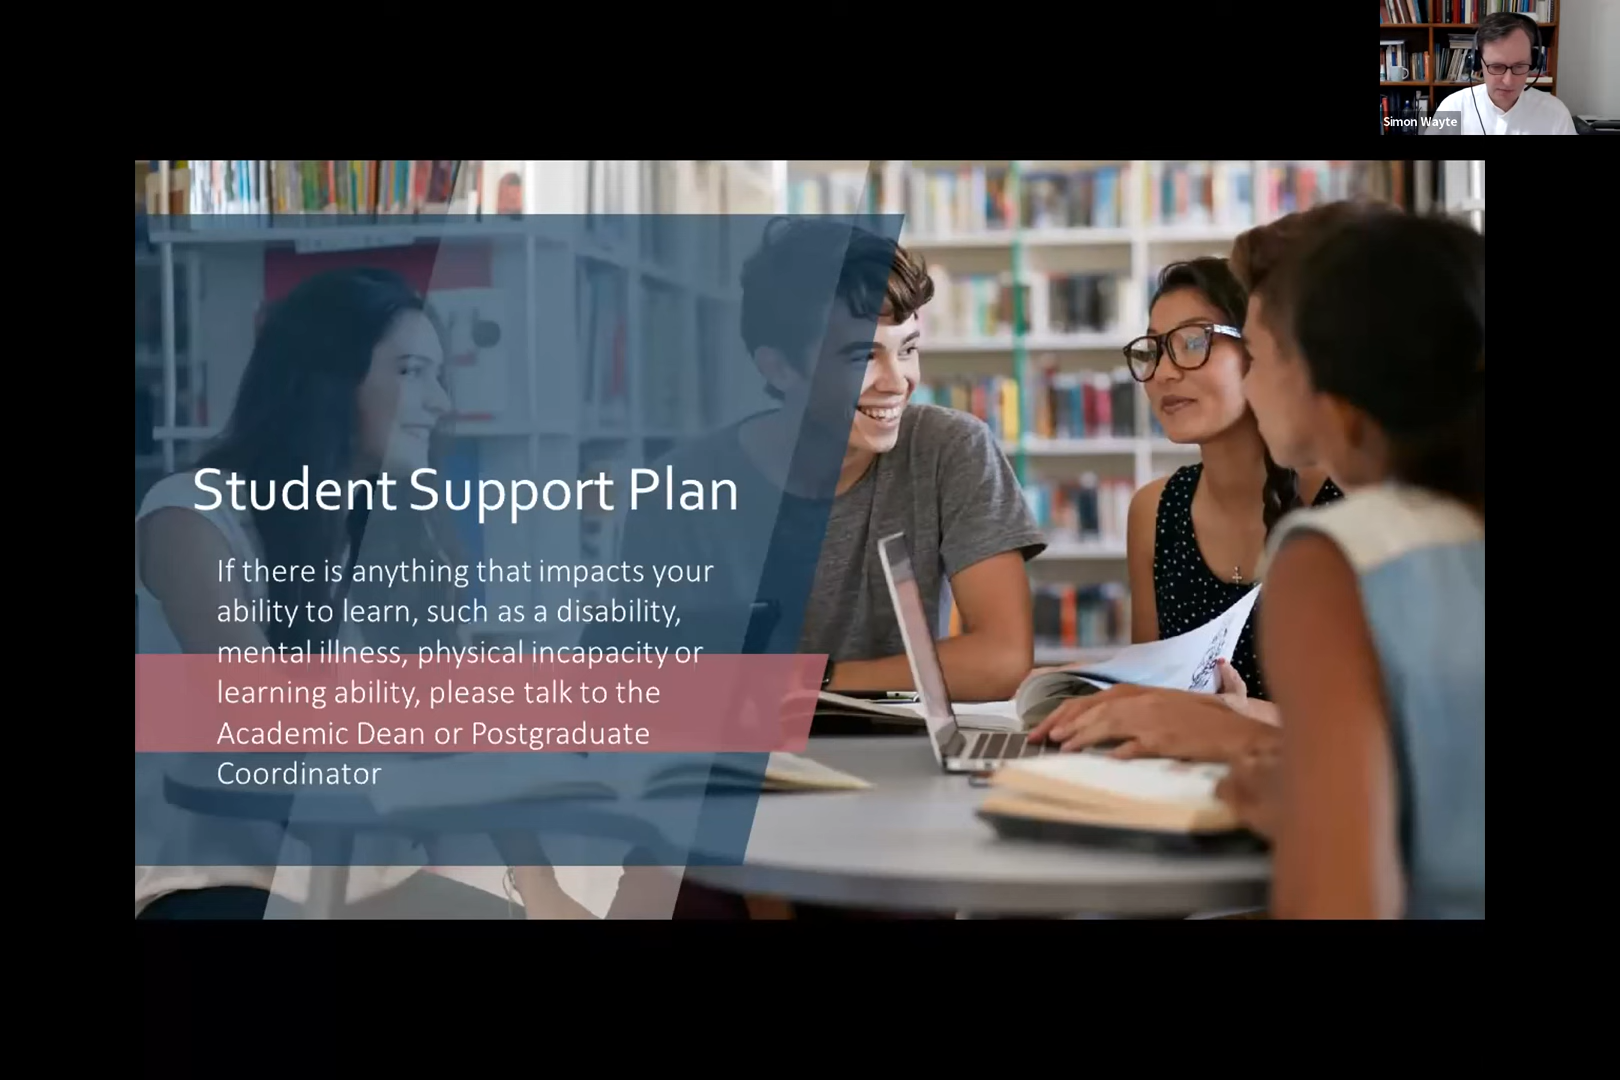 Simon Wayte
Student Support Plan
If there is anything that impacts your
ability to learn, such as a disability,
mental illness, physical incapacity or
learning ability, please talk to the
Academic Dean or Postgraduate
Coordinator